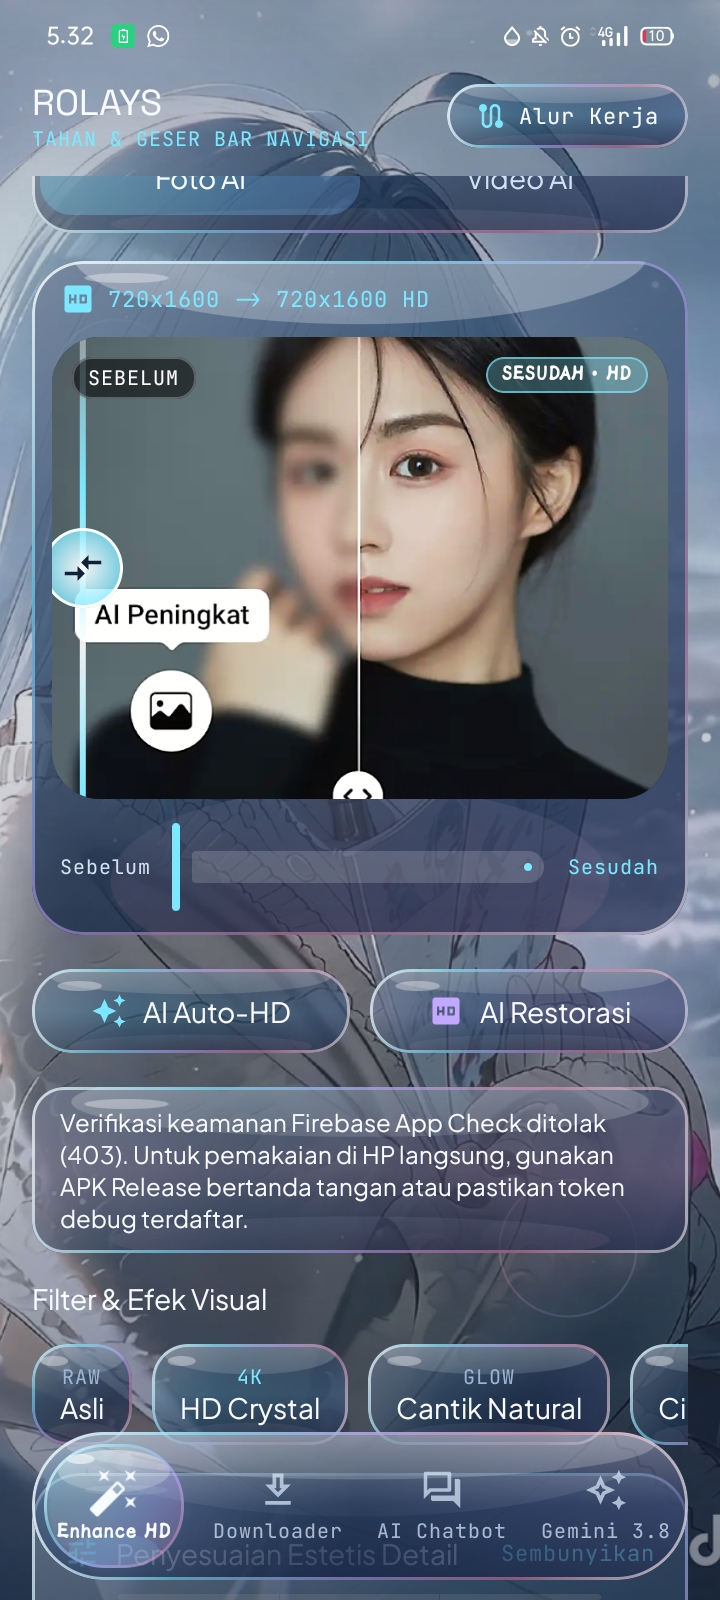 5.32
4G
10
ROLAYS
TAHAN & GESER BAR NAVIGASI
Alur Kerja
Foto AI
Video AI
HD 720x1600 → 720x1600 HD
SEBELUM
SESUDAH • HD
AI Peningkat
Sebelum
Sesudah
AI Auto-HD
HD AI Restorasi
Verifikasi keamanan Firebase App Check ditolak
(403). Untuk pemakaian di HP langsung, gunakan
APK Release bertanda tangan atau pastikan token
debug terdaftar.
Filter & Efek Visual
RAW
Asli
4K
HD Crystal
GLOW
Cantik Natural
Ci
Enhance HD
Downloader
AI Chatbot
Gemini 3.8
Penyesuaian Estetis Detail
Sembunyikan